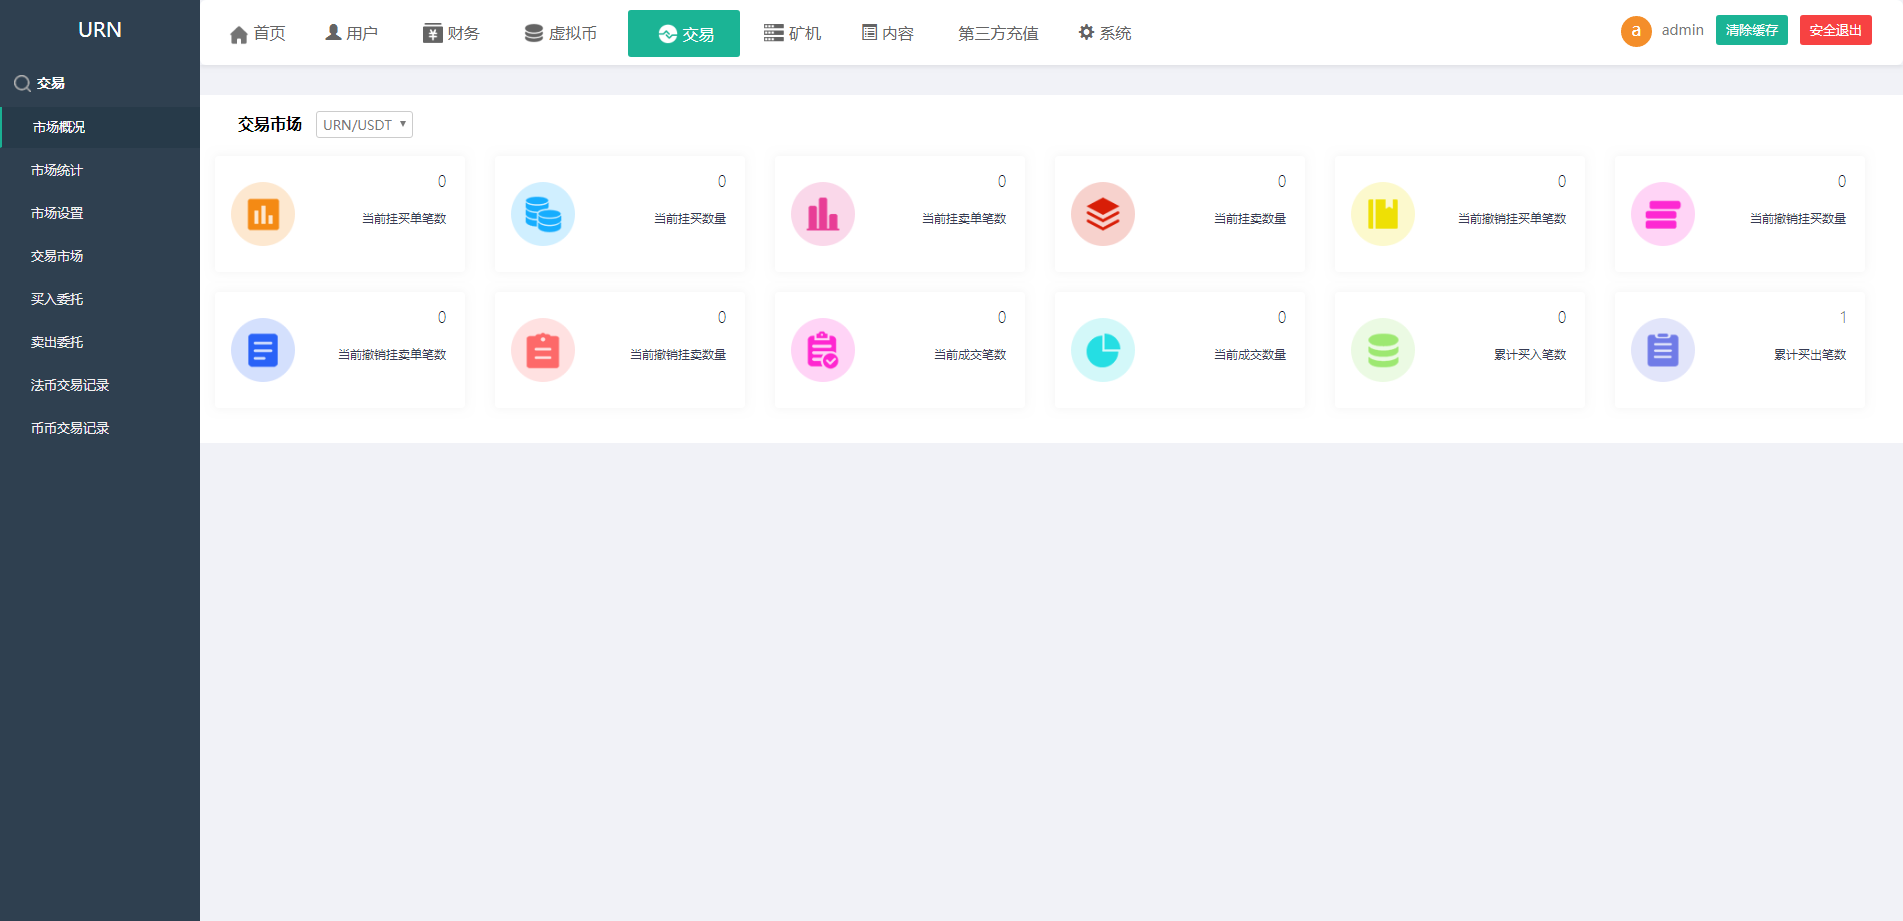 URN
首页 用户 财务 虚拟币 交易 矿机 内容 第三方充值 系统
a admin 清除缓存 安全退出
交易
市场概况
市场统计
市场设置
交易市场
买入委托
卖出委托
法币交易记录
币币交易记录
交易市场 URN/USDT
0
当前挂买单笔数
0
当前挂买数量
0
当前挂卖单笔数
0
当前挂卖数量
0
当前撤销挂买单笔数
0
当前撤销挂买数量
0
当前撤销挂卖单笔数
0
当前撤销挂卖数量
0
当前成交笔数
0
当前成交数量
0
累计买入笔数
1
累计买出笔数